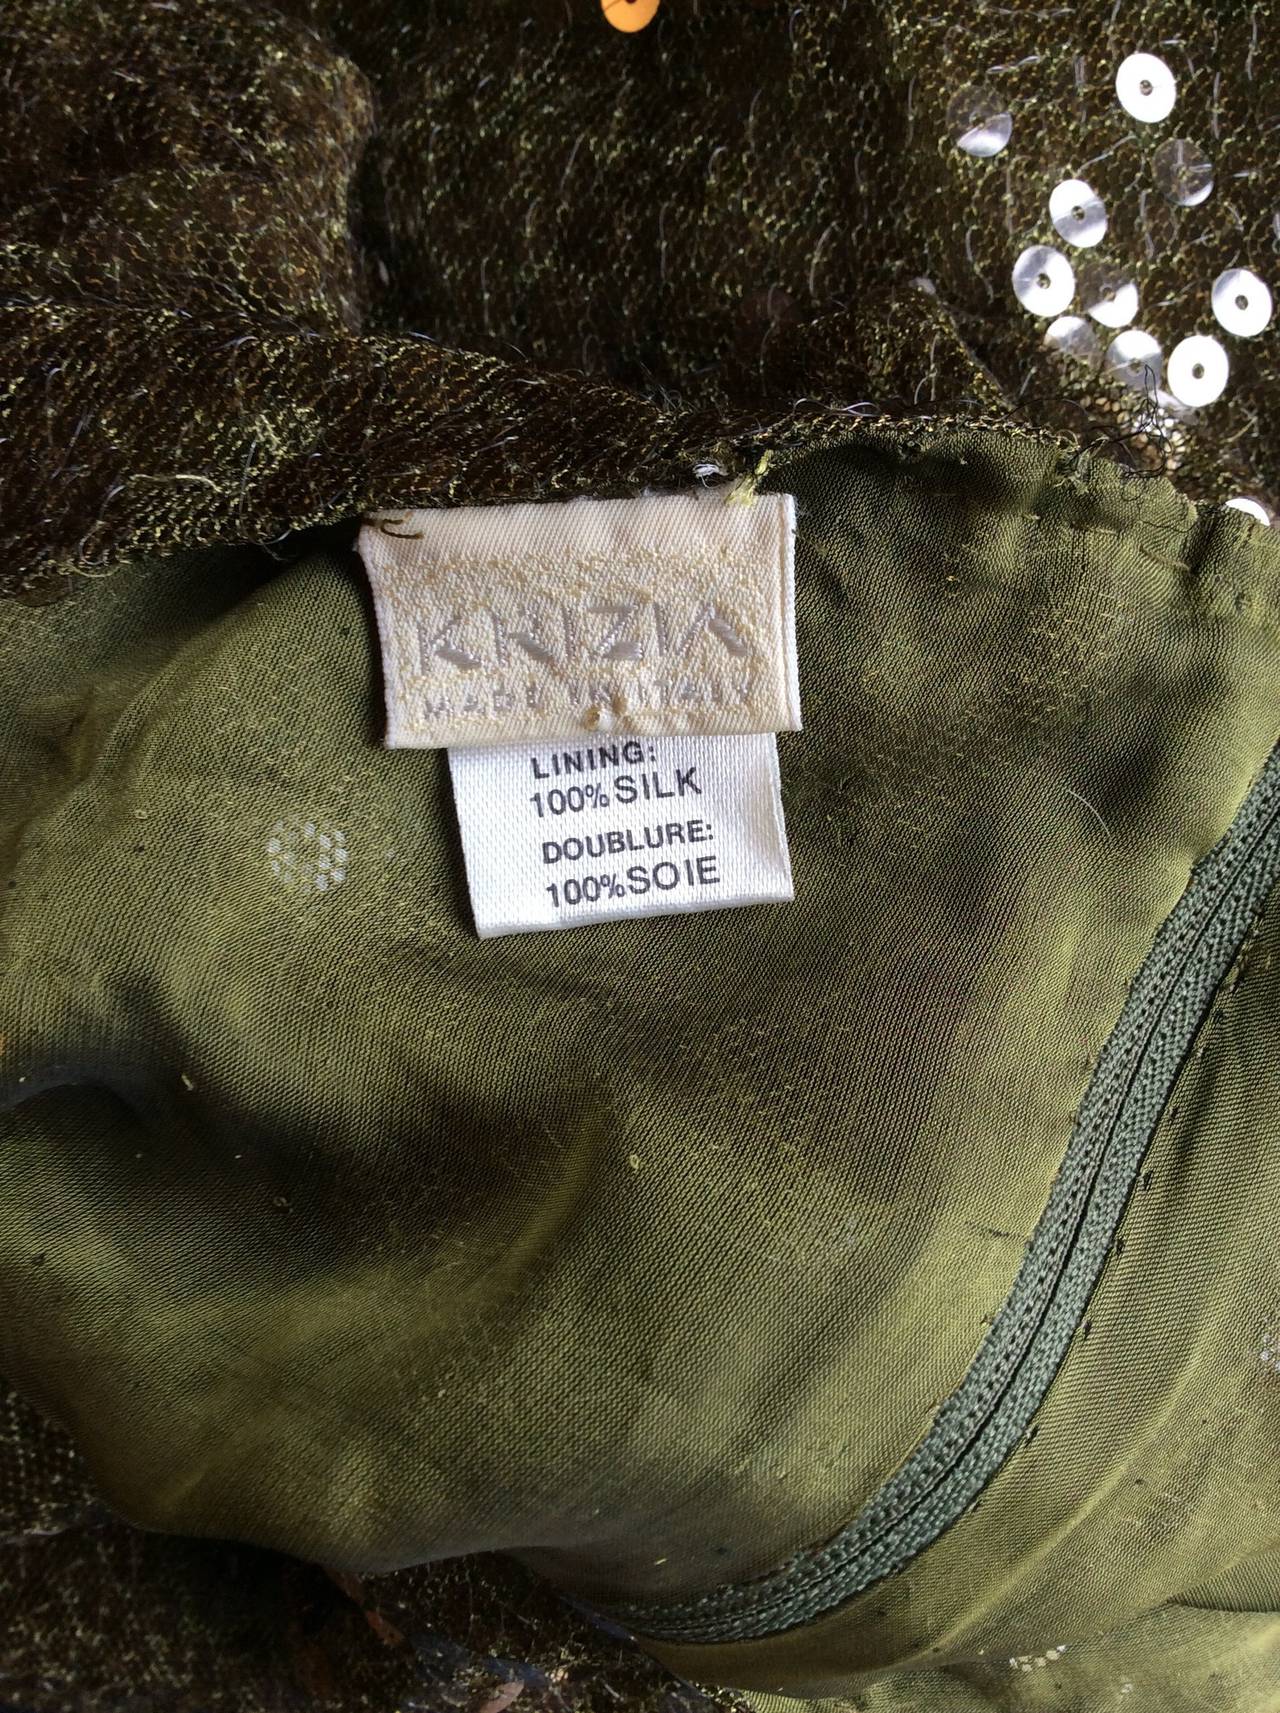 KRIZIA
MADE IN ITALY
LINING:
100% SILK
DOUBLURE:
100% SOIE